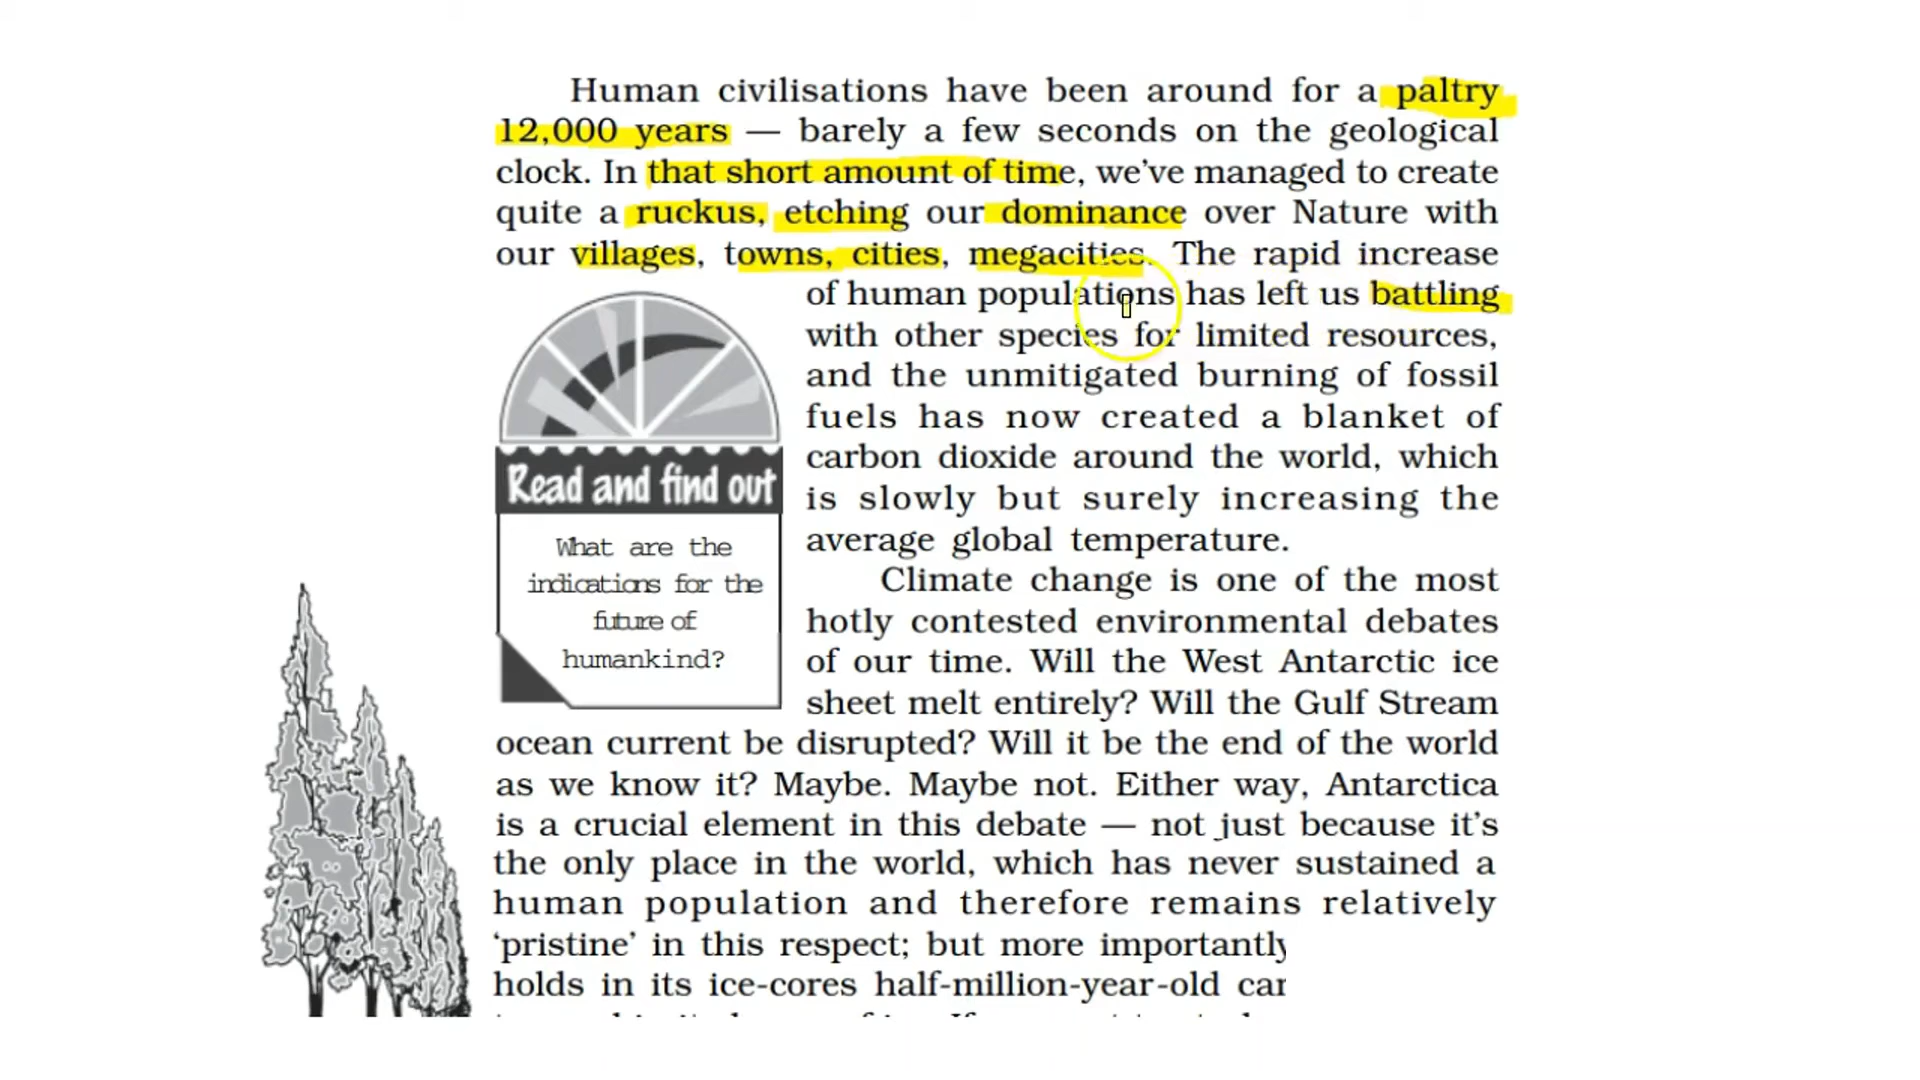 Human civilisations have been around for a paltry
12,000 years — barely a few seconds on the geological
clock. In that short amount of time, we’ve managed to create
quite a ruckus, etching our dominance over Nature with
our villages, towns, cities, megacities. The rapid increase
of human populations has left us battling
with other species for limited resources,
and the unmitigated burning of fossil
fuels has now created a blanket of
carbon dioxide around the world, which
is slowly but surely increasing the
average global temperature.
Read and find out
What are the
indications for the
future of
humankind?
Climate change is one of the most
hotly contested environmental debates
of our time. Will the West Antarctic ice
sheet melt entirely? Will the Gulf Stream
ocean current be disrupted? Will it be the end of the world
as we know it? Maybe. Maybe not. Either way, Antarctica
is a crucial element in this debate — not just because it’s
the only place in the world, which has never sustained a
human population and therefore remains relatively
‘pristine’ in this respect; but more importantly
holds in its ice-cores half-million-year-old